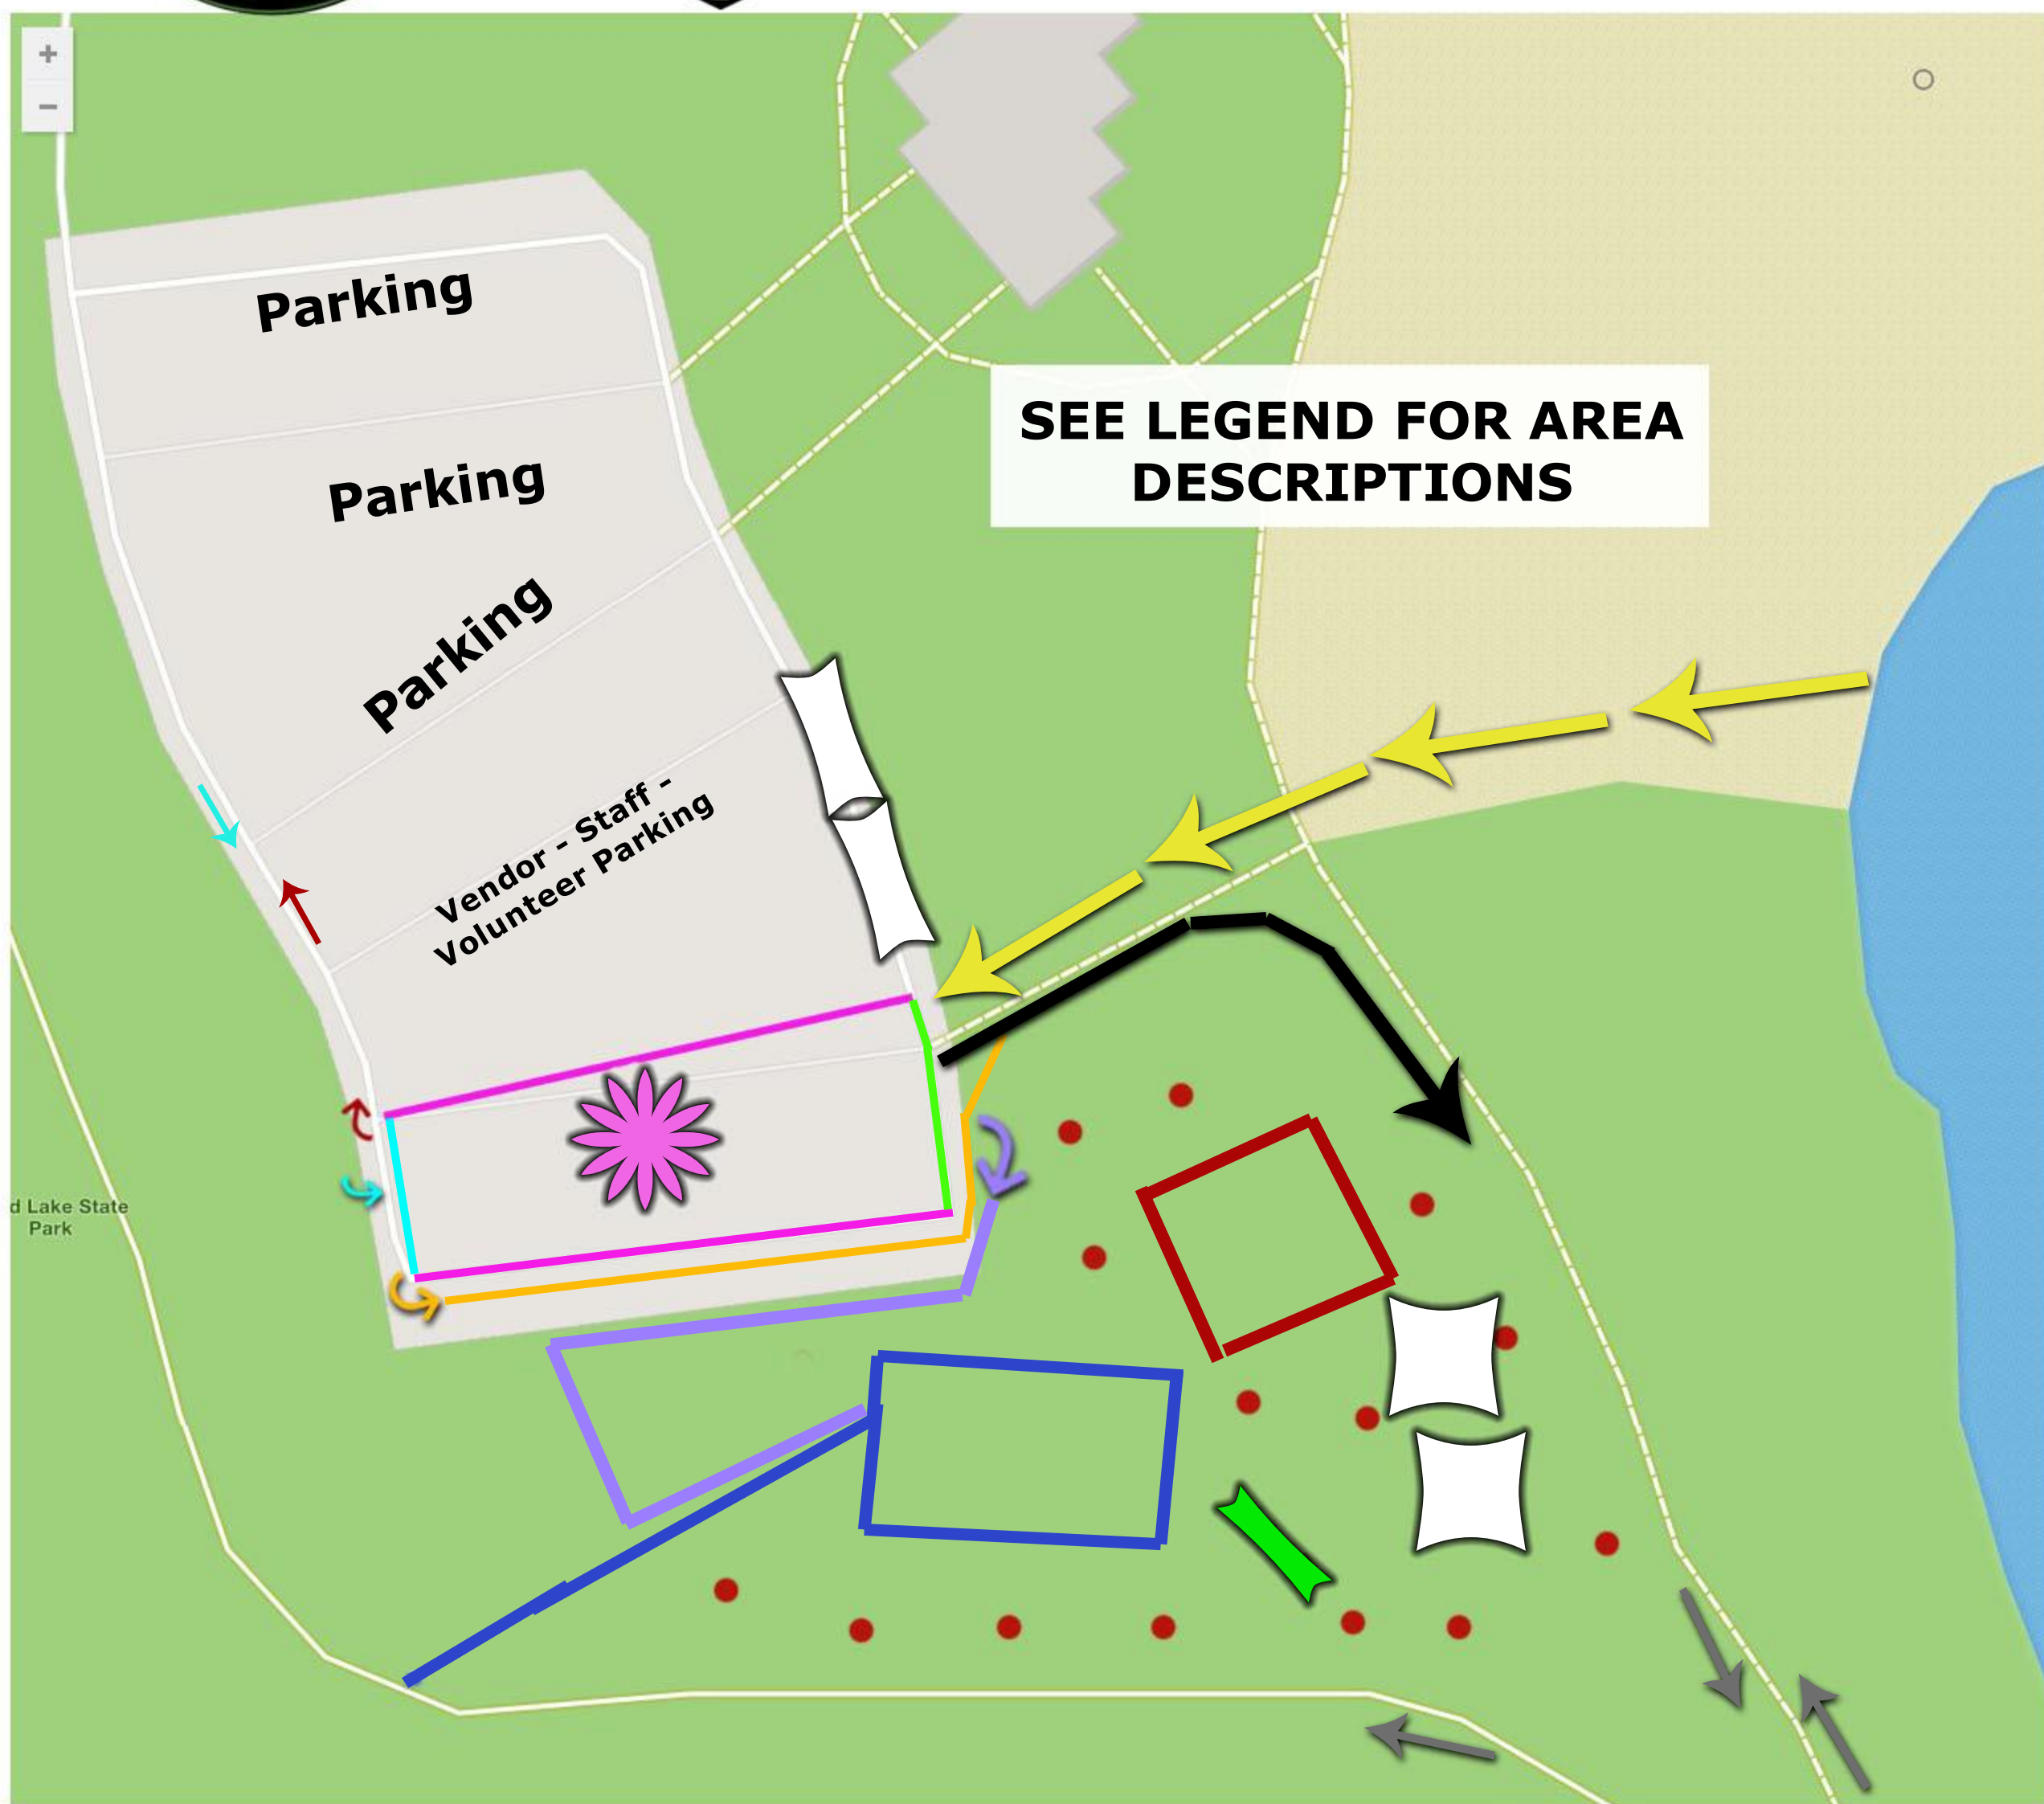 +
−
Parking
SEE LEGEND FOR AREA
DESCRIPTIONS
Parking
Parking
Vendor - Staff -
Volunteer Parking
d Lake State
Park